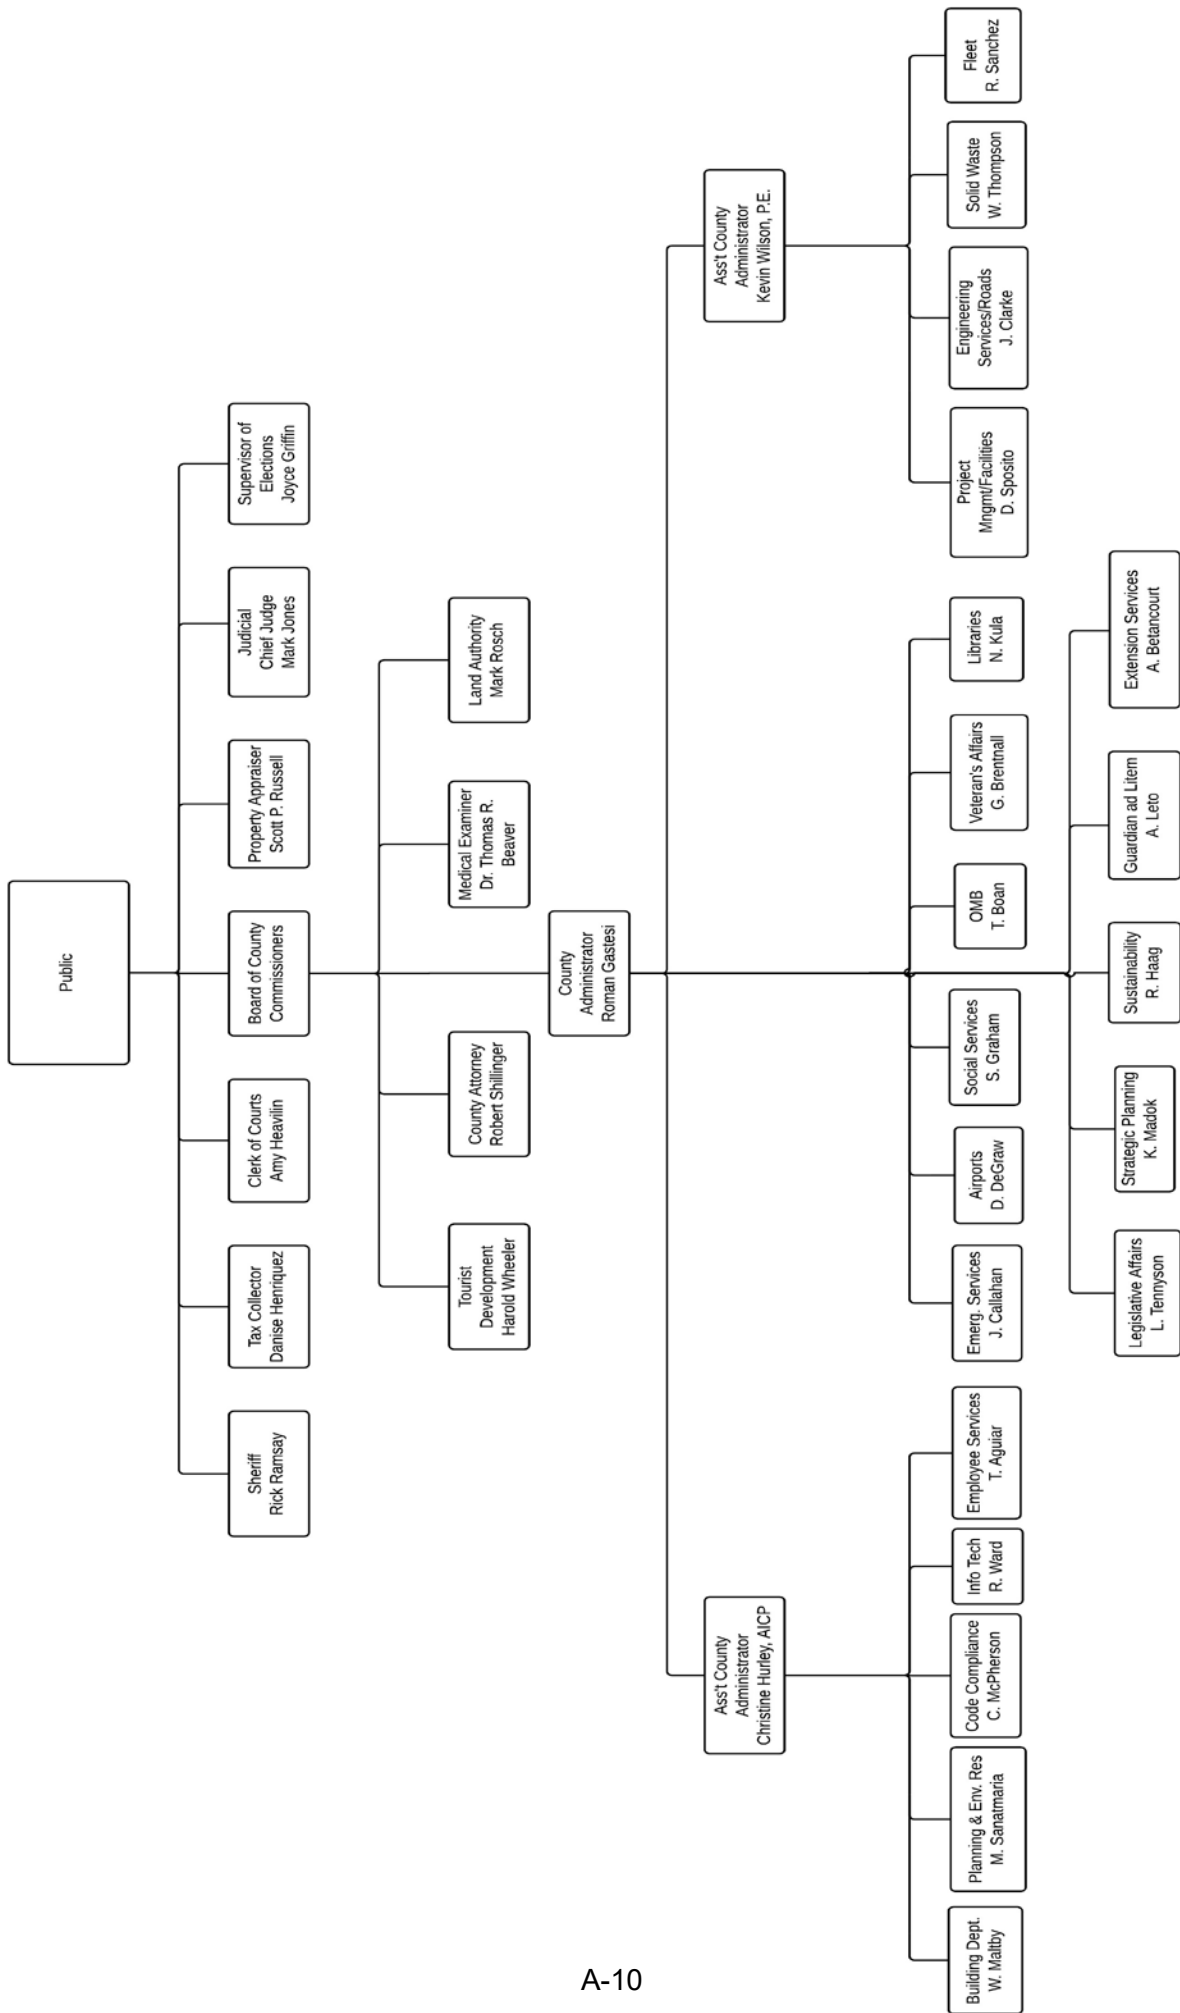 Public
Sheriff
Rick Ramsay
Tax Collector
Danise Henriquez
Clerk of Courts
Amy Heavilin
Board of County
Commissioners
Property Appraiser
Scott P. Russell
Judicial
Chief Judge
Mark Jones
Supervisor of
Elections
Joyce Griffin
Tourist
Development
Harold Wheeler
County Attorney
Robert Shillinger
Medical Examiner
Dr. Thomas R.
Beaver
Land Authority
Mark Rosch
County
Administrator
Roman Gastesi
Ass't County
Administrator
Christine Hurley, AICP
Ass't County
Administrator
Kevin Wilson, P.E.
Building Dept.
W. Maltby
Planning & Env. Res
M. Sanatmaria
Code Compliance
C. McPherson
Info Tech
R. Ward
Employee Services
T. Aguiar
Emerg. Services
J. Callahan
Airports
D. DeGraw
Social Services
S. Graham
OMB
T. Boan
Veteran's Affairs
G. Brentnall
Libraries
N. Kula
Project
Mngmt/Facilities
D. Sposito
Engineering
Services/Roads
J. Clarke
Solid Waste
W. Thompson
Fleet
R. Sanchez
Legislative Affairs
L. Tennyson
Strategic Planning
K. Madok
Sustainability
R. Haag
Guardian ad Litem
A. Leto
Extension Services
A. Betancourt
A-10